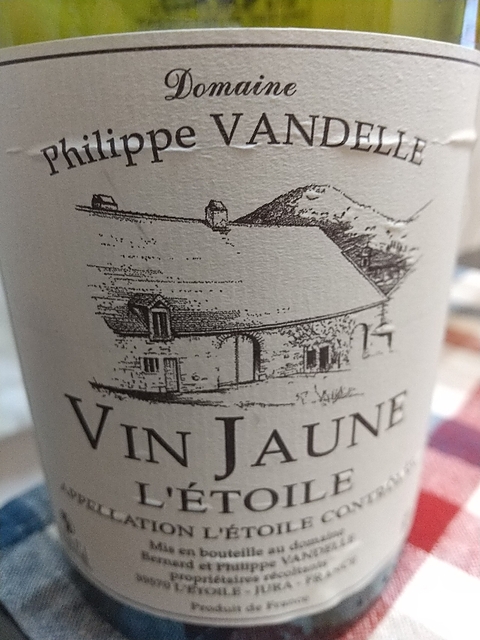 Domaine
Philippe VANDELLE
VIN JAUNE
L'ÉTOILE
APPELLATION L'ÉTOILE CONTRÔLÉE
Mis en bouteille au domaine
Bernard et Philippe VANDELLE
propriétaires récoltants
39570 L'ÉTOILE - JURA - FRANCE
Produit de France